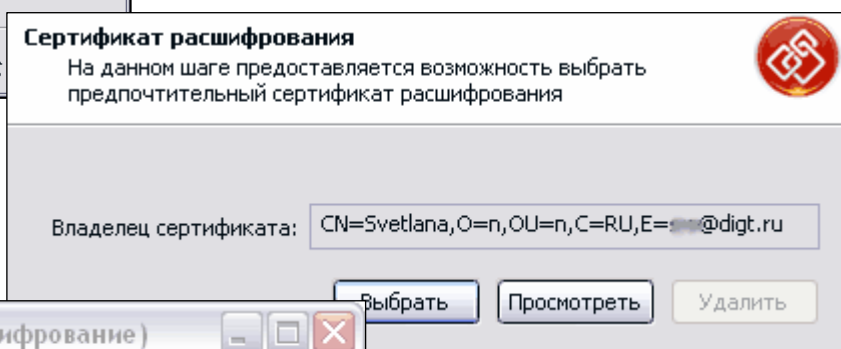 Сертификат расшифрования
На данном шаге предоставляется возможность выбрать
предпочтительный сертификат расшифрования
Владелец сертификата: CN=Svetlana,O=n,OU=n,C=RU,E= @digt.ru
Выбрать Просмотреть Удалить
ифрование)